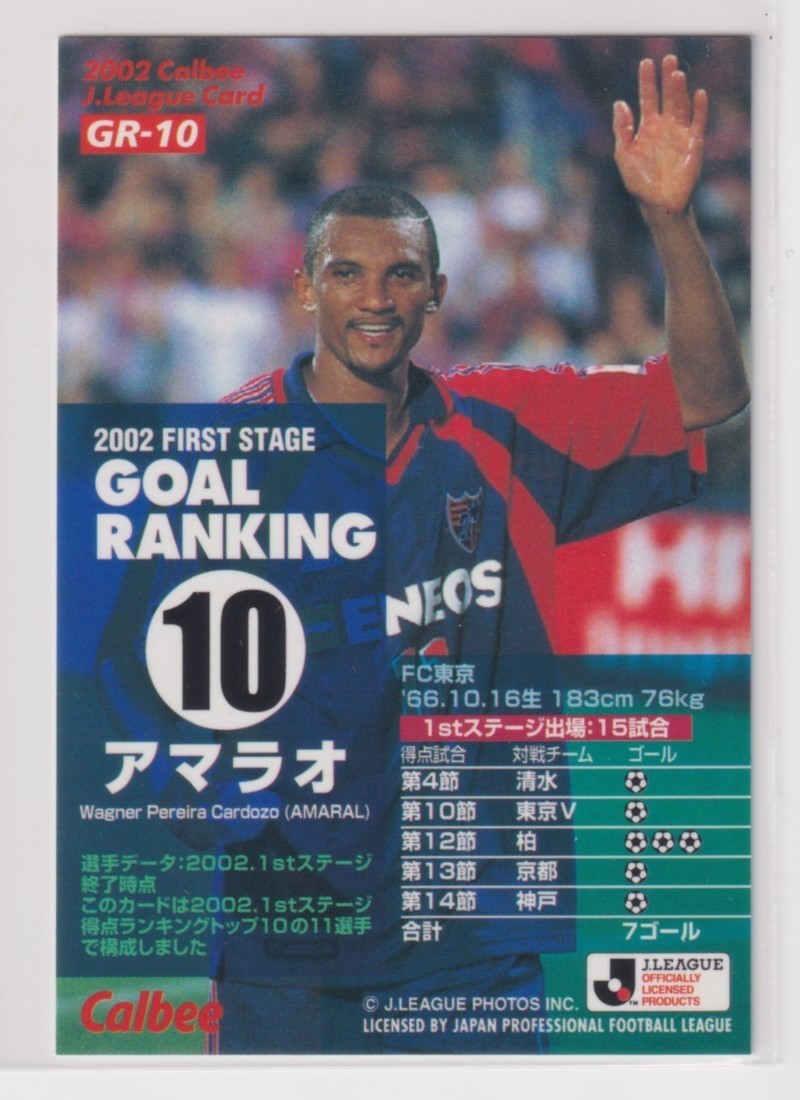 2002 Calbee
J.League Card
GR-10
2002 FIRST STAGE
GOAL
RANKING
10
アマラオ
Wagner Pereira Cardozo (AMARAL)
選手データ:2002.1stステージ
終了時点
このカードは2002.1stステージ
得点ランキングトップ10の11選手
で構成しました
Calbee
ENEOS
FC東京
'66.10.16生 183cm 76kg
1stステージ出場:15試合
得点試合 対戦チーム ゴール
第4節 清水
第10節 東京V
第12節 柏
第13節 京都
第14節 神戸
合計 7ゴール
J.LEAGUE
OFFICIALLY
LICENSED
PRODUCTS
TM
© J.LEAGUE PHOTOS INC.
LICENSED BY JAPAN PROFESSIONAL FOOTBALL LEAGUE